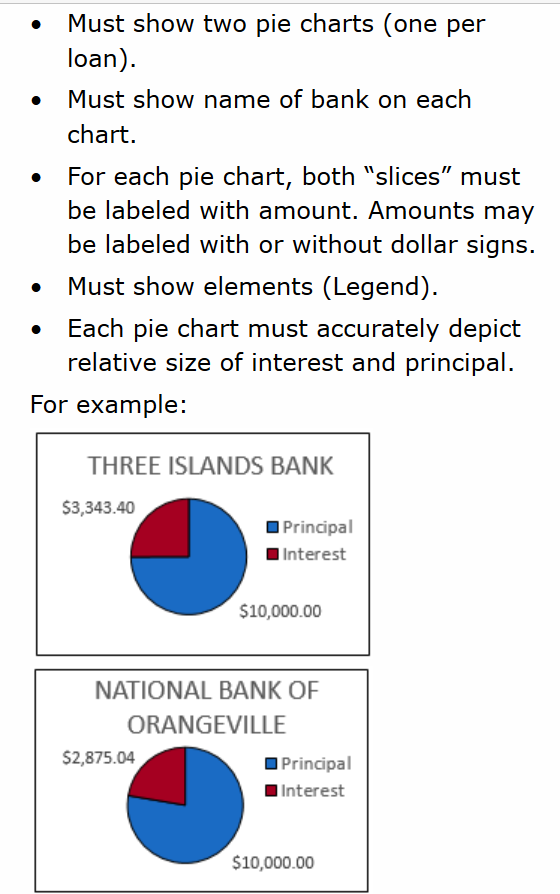 • Must show two pie charts (one per
loan).
• Must show name of bank on each
chart.
• For each pie chart, both “slices” must
be labeled with amount. Amounts may
be labeled with or without dollar signs.
• Must show elements (Legend).
• Each pie chart must accurately depict
relative size of interest and principal.
For example:
THREE ISLANDS BANK
$3,343.40
Principal
Interest
$10,000.00
NATIONAL BANK OF
ORANGEVILLE
$2,875.04
Principal
Interest
$10,000.00